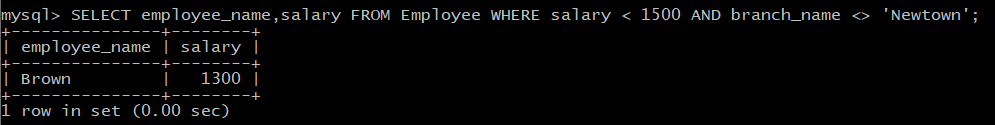 mysql> SELECT employee_name,salary FROM Employee WHERE salary < 1500 AND branch_name <> 'Newtown';
+---------------+--------+
| employee_name | salary |
+---------------+--------+
| Brown         |   1300 |
+---------------+--------+
1 row in set (0.00 sec)